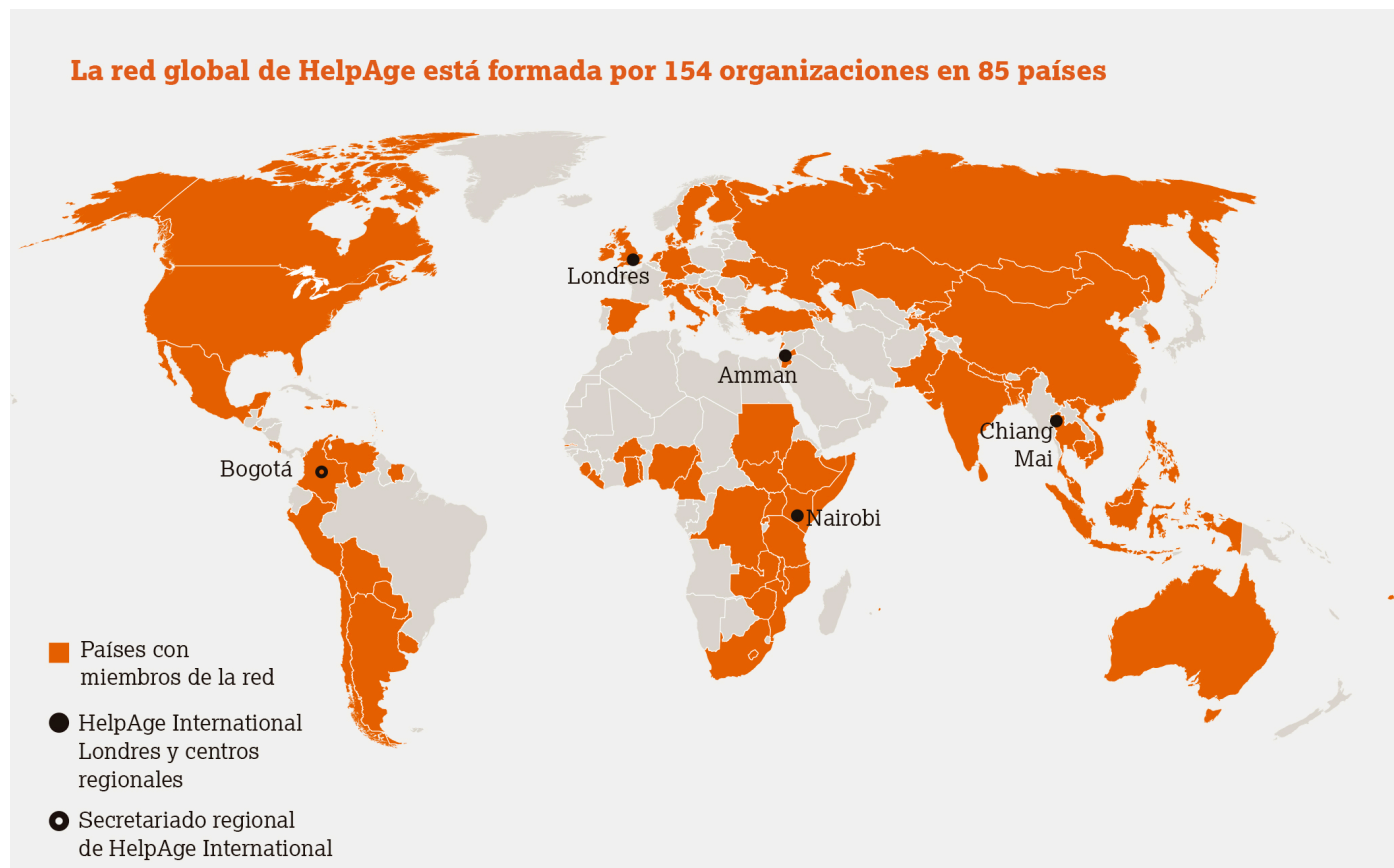 La red global de HelpAge está formada por 154 organizaciones en 85 países
Londres
Amman
Chiang
Mai
Bogotá
Nairobi
Países con
miembros de la red
HelpAge International
Londres y centros
regionales
Secretariado regional
de HelpAge International